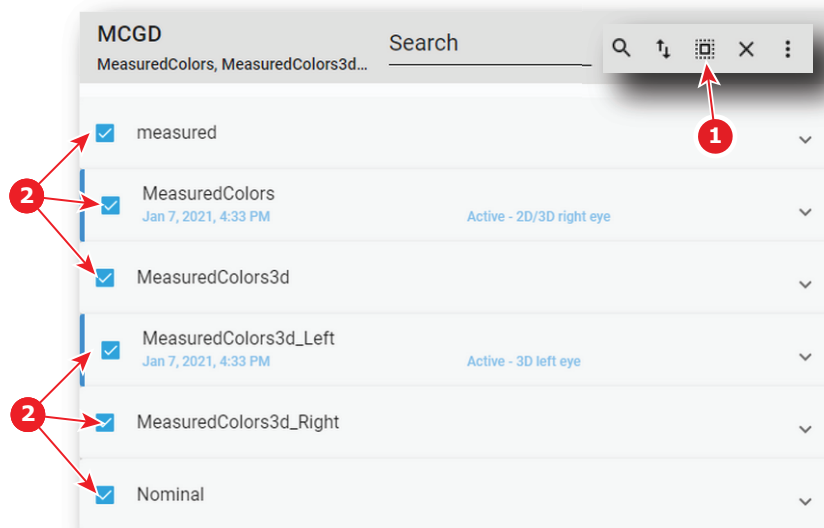 MCGD
MeasuredColors, MeasuredColors3d...
Search
1
measured
2
MeasuredColors
Jan 7, 2021, 4:33 PM
Active - 2D/3D right eye
MeasuredColors3d
MeasuredColors3d_Left
Jan 7, 2021, 4:33 PM
Active - 3D left eye
2
MeasuredColors3d_Right
Nominal